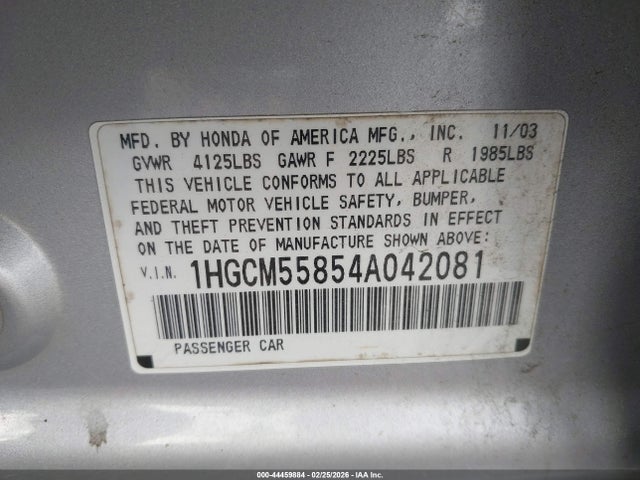 MFD. BY HONDA OF AMERICA MFG., INC. 11/03
GVWR 4125LBS GAWR F 2225LBS R 1985LBS
THIS VEHICLE CONFORMS TO ALL APPLICABLE
FEDERAL MOTOR VEHICLE SAFETY, BUMPER,
AND THEFT PREVENTION STANDARDS IN EFFECT
ON THE DATE OF MANUFACTURE SHOWN ABOVE:
V.I.N. 1HGCM55854A042081
PASSENGER CAR
000-44459884 | 02/25/2026 | IAA Inc.